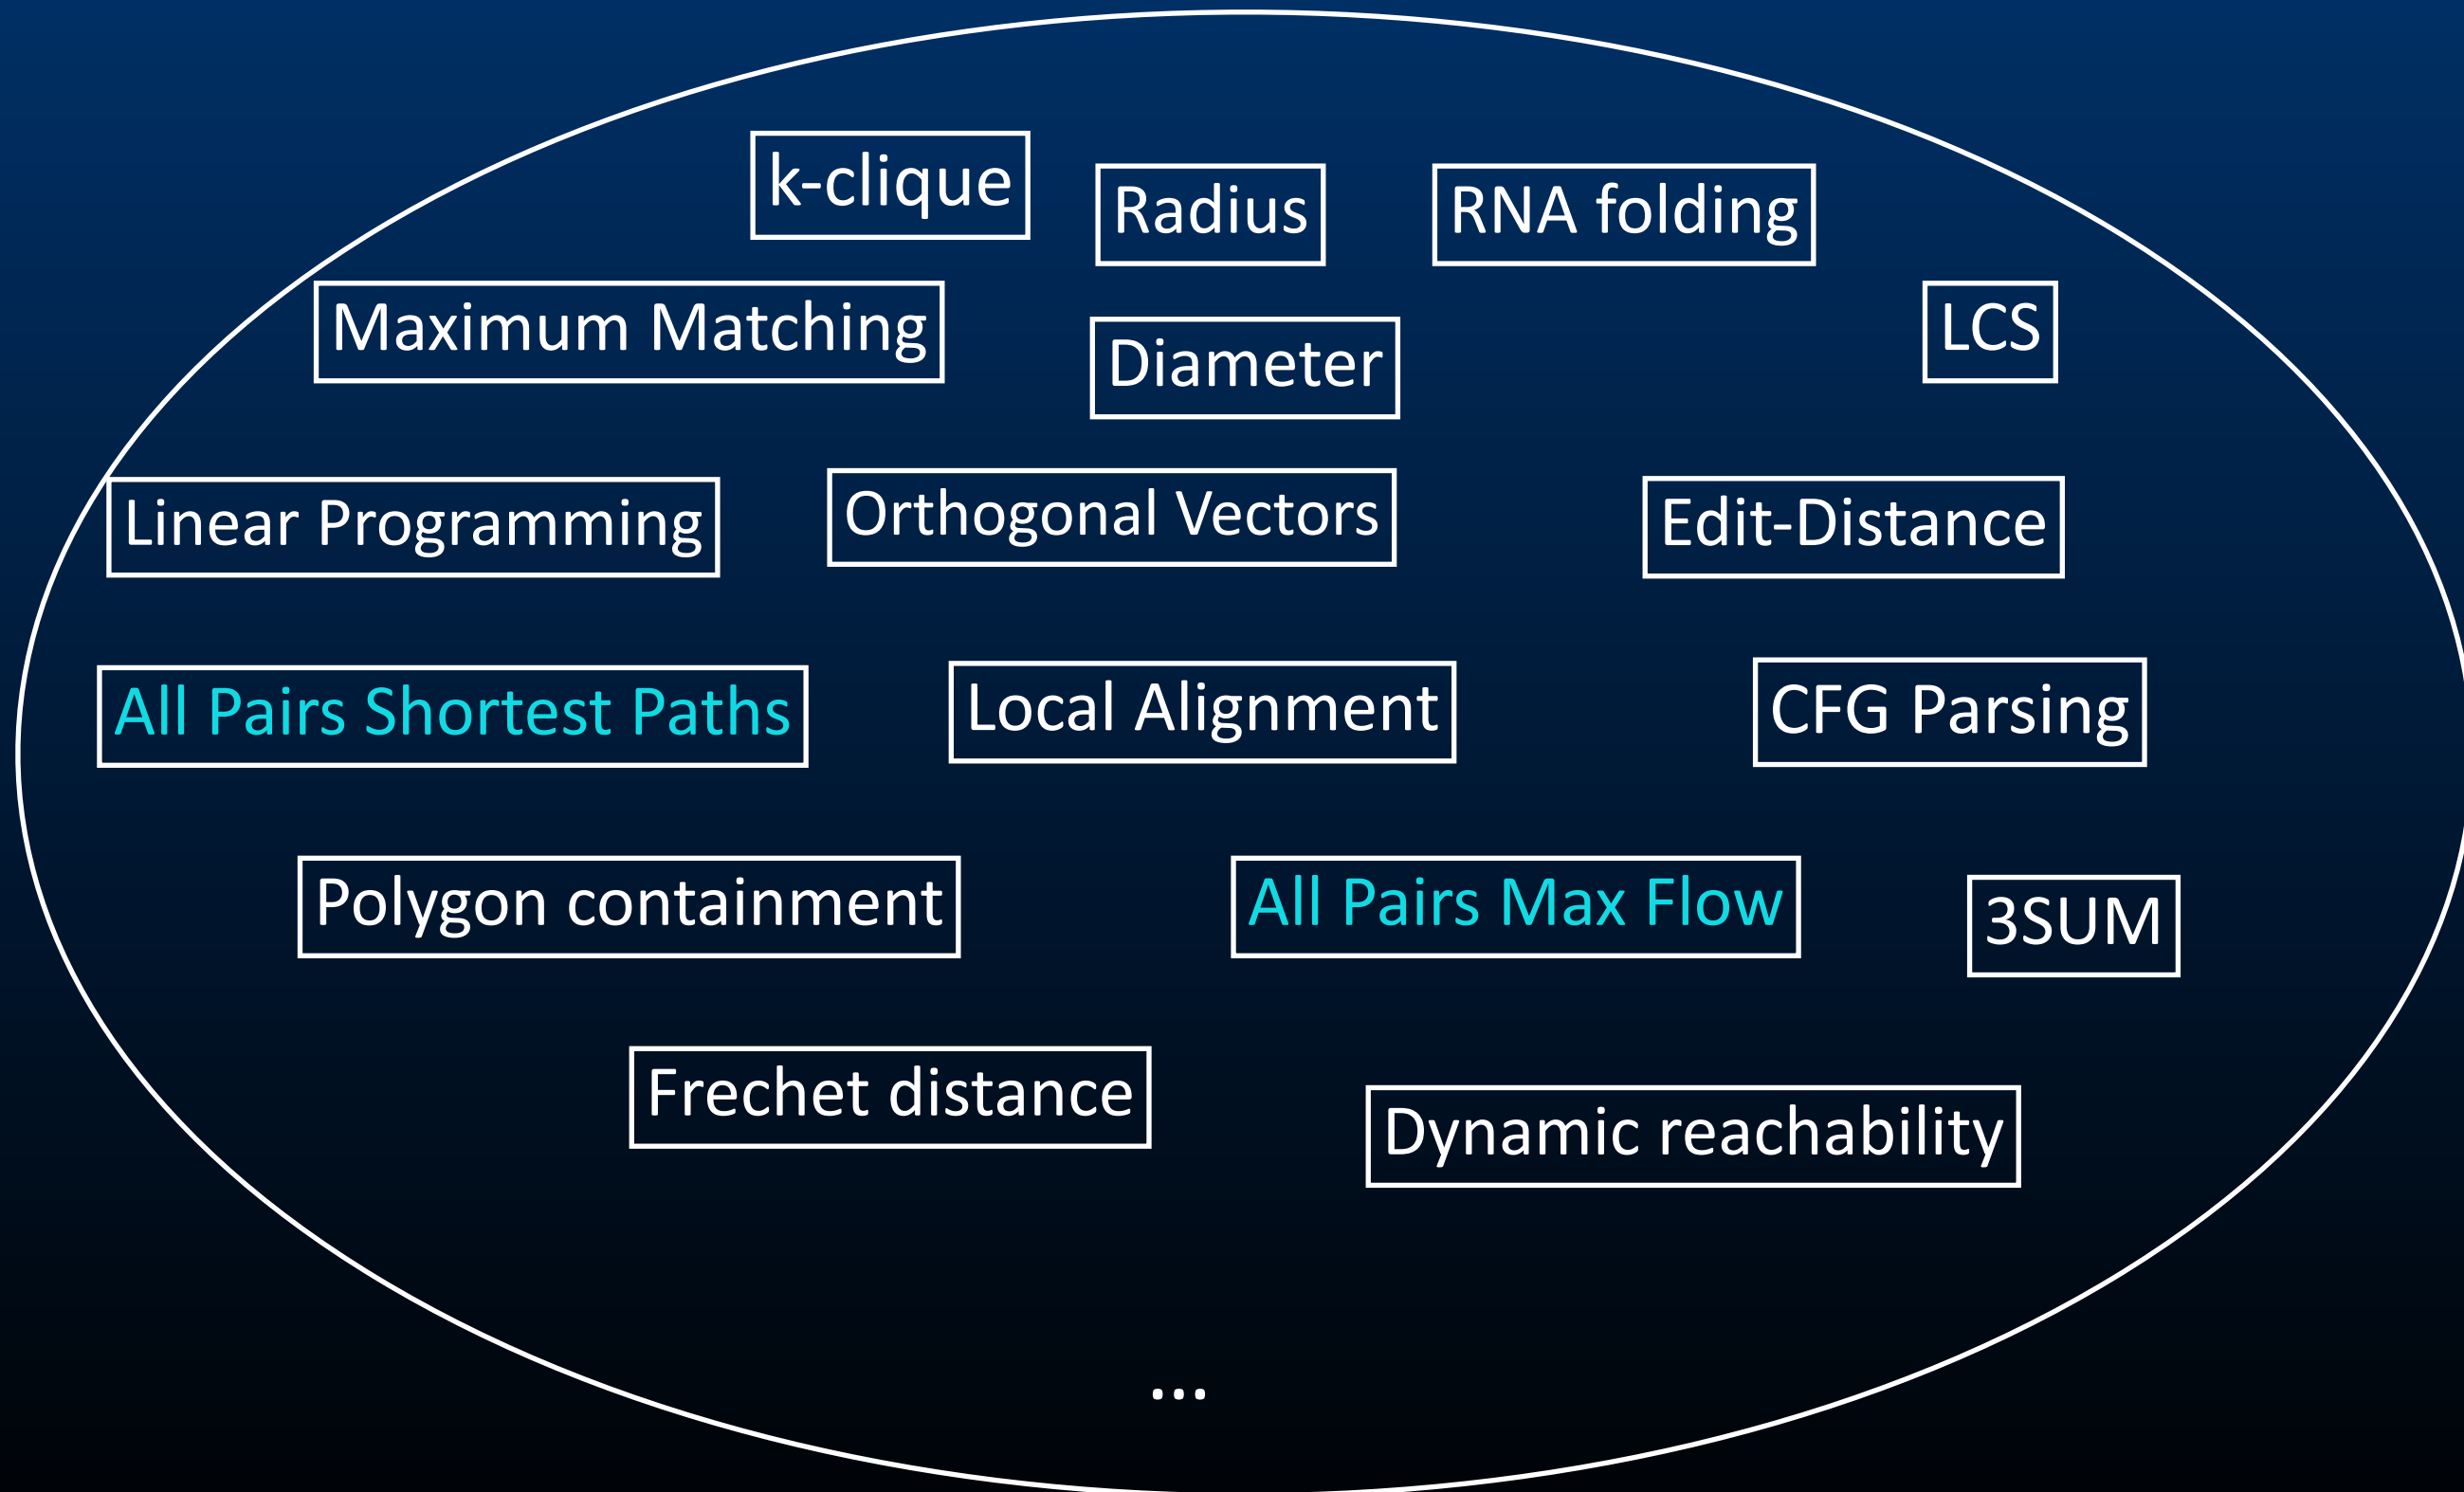 k-clique
Radius
RNA folding
Maximum Matching
Diameter
LCS
Linear Programming
Orthogonal Vectors
Edit-Distance
All Pairs Shortest Paths
Local Alignment
CFG Parsing
Polygon containment
All Pairs Max Flow
3SUM
Frechet distance
Dynamic reachability
...